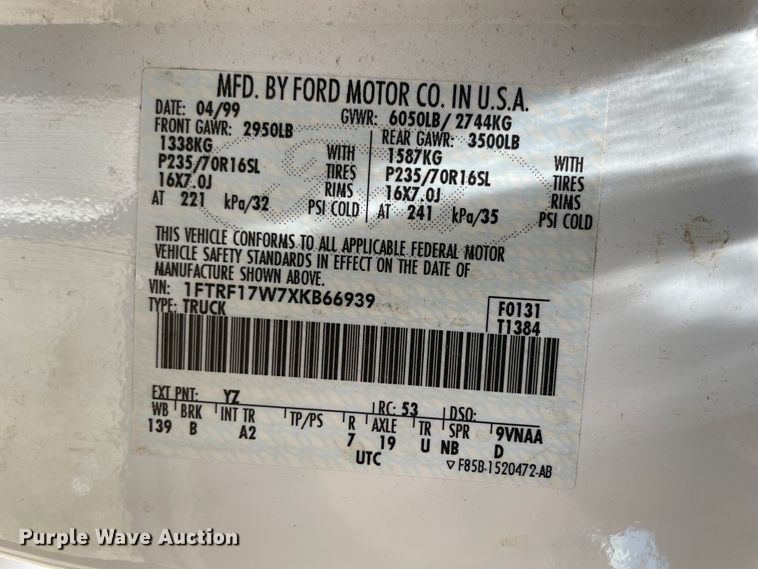 MFD. BY FORD MOTOR CO. IN U.S.A.
DATE: 04/99 GVWR: 6050LB/ 2744KG
FRONT GAWR: 2950LB REAR GAWR: 3500LB
1338KG WITH 1587KG WITH
P235/70R16SL TIRES P235/70R16SL TIRES
16X7.0J RIMS 16X7.0J RIMS
AT 221 kPa/32 PSI COLD AT 241 kPa/35 PSI COLD
THIS VEHICLE CONFORMS TO ALL APPLICABLE FEDERAL MOTOR
VEHICLE SAFETY STANDARDS IN EFFECT ON THE DATE OF
MANUFACTURE SHOWN ABOVE.
VIN: 1FTRF17W7XKB66939 F0131
TYPE: TRUCK T1384
EXT PNT: YZ RC: 53 DSO:
WB BRK INT TR TP/PS R AXLE TR SPR 9VNAA
139 B A2 7 19 U NB D
UTC ▽F85B-1520472-AB
Purple Wave Auction